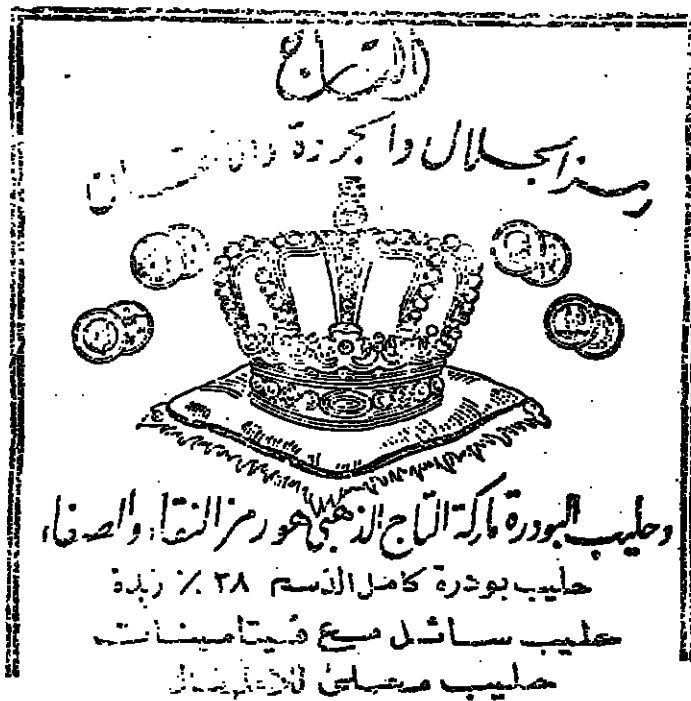 التاج
رمز الجلال والجودة
وحليب البودرة ماركة التاج الذهبي هو رمز النقاء والصفاء
حليب بودرة كامل الدسم ٢٨ ٪ زبدة
حليب سائل مع فيتامينات
حليب للأطفال